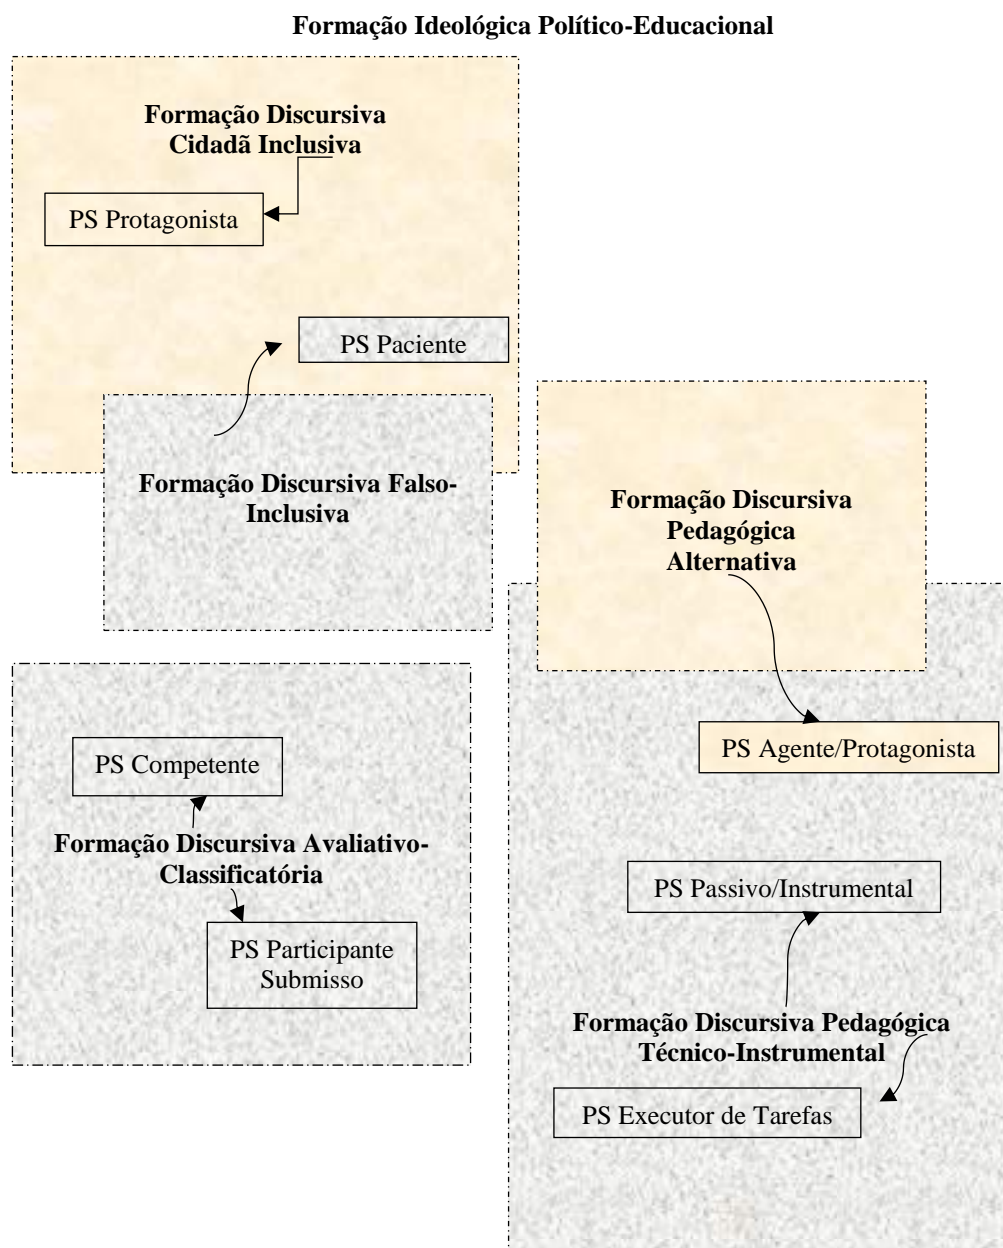 Formação Ideológica Político-Educacional
Formação Discursiva
Cidadã Inclusiva
PS Protagonista
PS Paciente
Formação Discursiva Falso-
Inclusiva
Formação Discursiva
Pedagógica
Alternativa
PS Agente/Protagonista
PS Competente
Formação Discursiva Avaliativo-
Classificatória
PS Participante
Submisso
PS Passivo/Instrumental
Formação Discursiva Pedagógica
Técnico-Instrumental
PS Executor de Tarefas